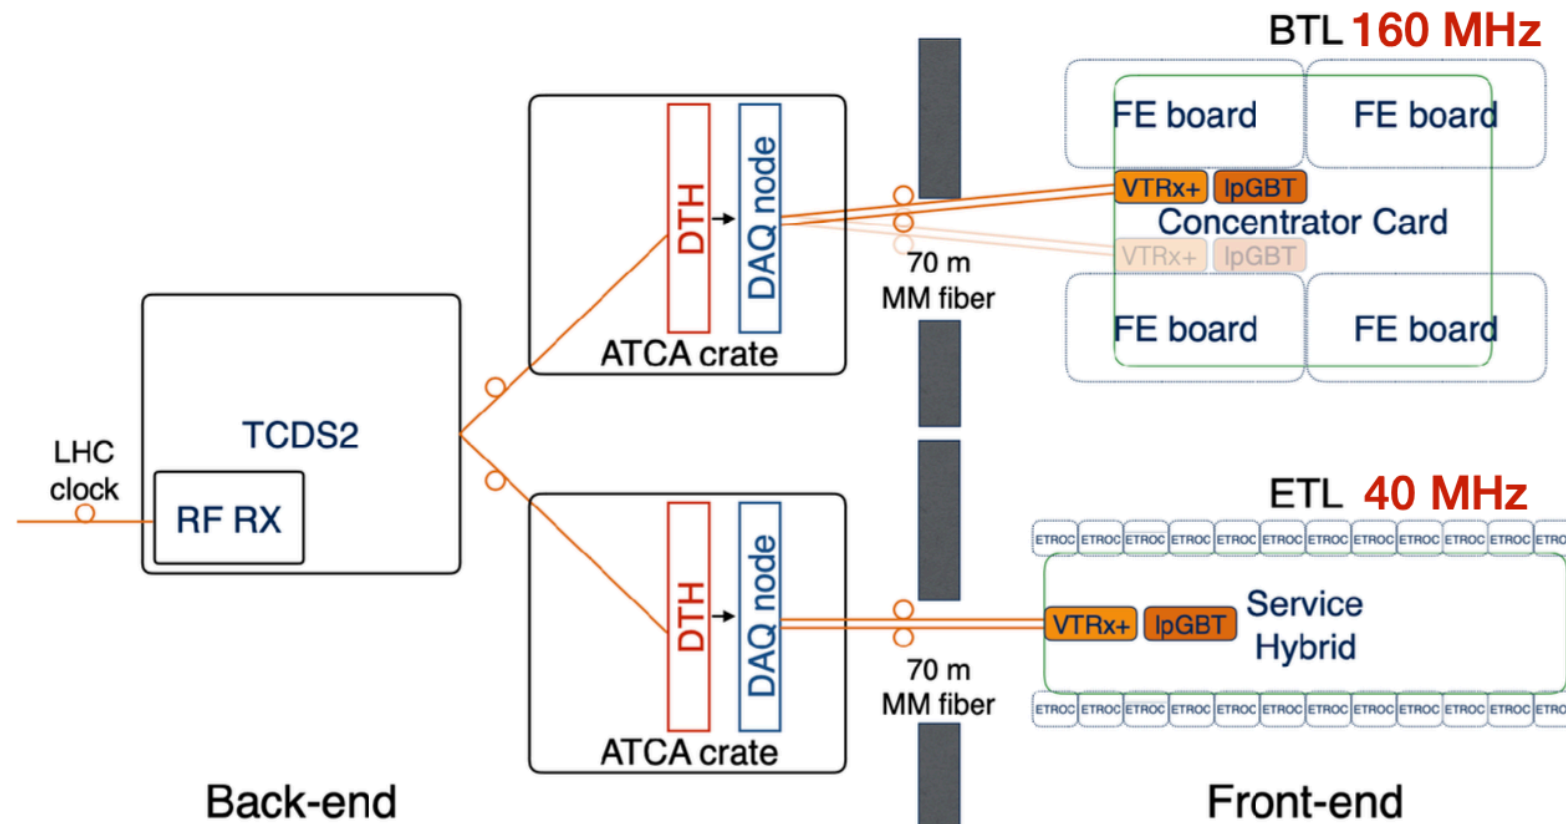 BTL 160 MHz
FE board
FE board
VTRx+
lpGBT
Concentrator Card
VTRx+
lpGBT
FE board
FE board
DTH
DAQ node
ATCA crate
70 m
MM fiber
TCDS2
RF RX
LHC
clock
ETL 40 MHz
ETROC ETROC ETROC ETROC ETROC ETROC ETROC ETROC ETROC ETROC ETROC ETRO
VTRx+
lpGBT
Service
Hybrid
ETROC ETROC ETROC ETROC ETROC ETROC ETROC ETROC ETROC ETROC ETROC ETRO
DTH
DAQ node
ATCA crate
70 m
MM fiber
Back-end
Front-end